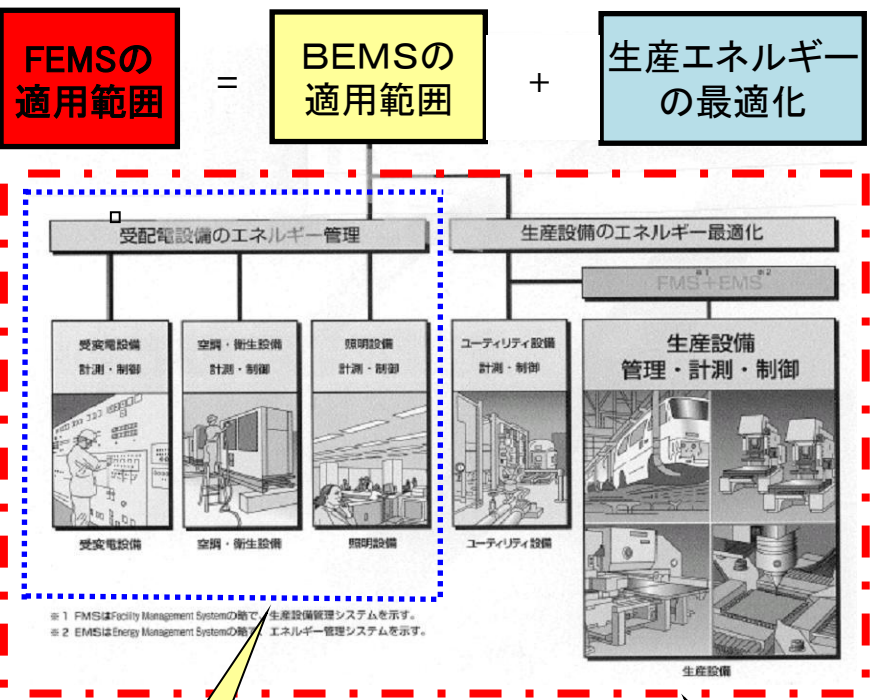 FEMSの
適用範囲
=
BEMSの
適用範囲
+
生産エネルギー
の最適化
受配電設備のエネルギー管理
生産設備のエネルギー最適化
FMS※1+EMS※2
受変電設備
計測・制御
空調・衛生設備
計測・制御
照明設備
計測・制御
ユーティリティ設備
計測・制御
生産設備
管理・計測・制御
受変電設備
空調・衛生設備
照明設備
ユーティリティ設備
※1 FMSはFacility Management Systemの略で、生産設備管理システムを示す。
※2 EMSはEnergy Management Systemの略で、エネルギー管理システムを示す。
生産設備